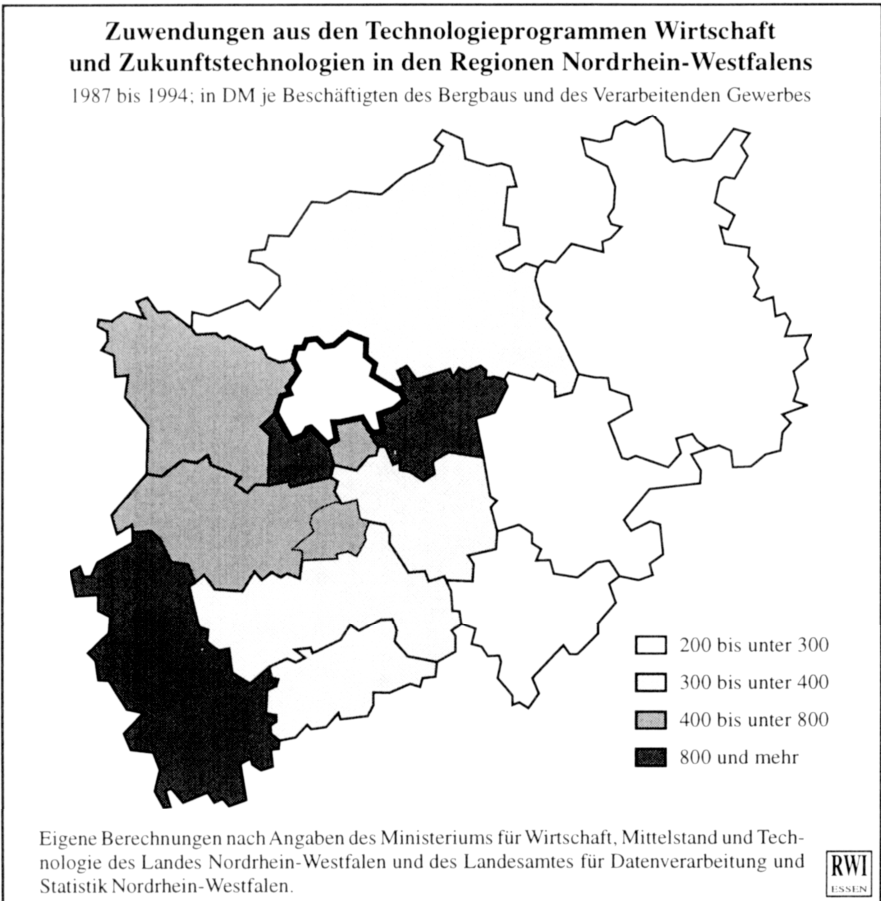 Zuwendungen aus den Technologieprogrammen Wirtschaft
und Zukunftstechnologien in den Regionen Nordrhein-Westfalens
1987 bis 1994; in DM je Beschäftigten des Bergbaus und des Verarbeitenden Gewerbes
200 bis unter 300
300 bis unter 400
400 bis unter 800
800 und mehr
Eigene Berechnungen nach Angaben des Ministeriums für Wirtschaft, Mittelstand und Tech-
nologie des Landes Nordrhein-Westfalen und des Landesamtes für Datenverarbeitung und
Statistik Nordrhein-Westfalen.
RWI
ESSEN